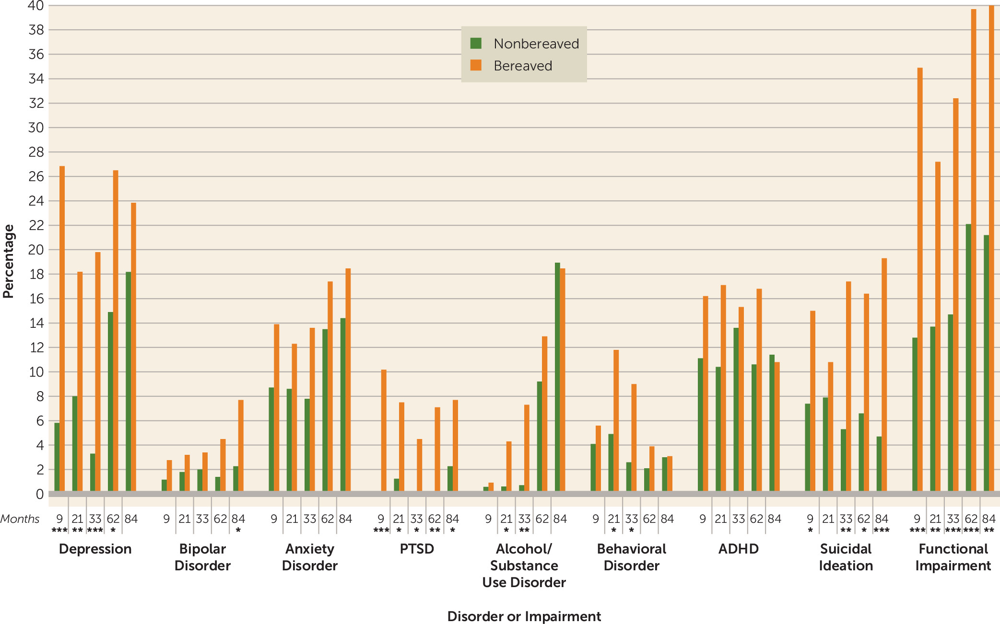 40
38
36
34
32
30
28
26
24
22
20
18
16
14
12
10
8
6
4
2
0
Percentage
Nonbereaved
Bereaved
Months 9 21 33 62 84 9 21 33 62 84 9 21 33 62 84 9 21 33 62 84 9 21 33 62 84 9 21 33 62 84 9 21 33 62 84 9 21 33 62 84 9 21 33 62 84
*** ** *** * * *** * * ** * * ** * * * ** * *** *** ** *** *** **
Depression
Bipolar
Disorder
Anxiety
Disorder
PTSD
Alcohol/
Substance
Use Disorder
Behavioral
Disorder
ADHD
Suicidal
Ideation
Functional
Impairment
Disorder or Impairment